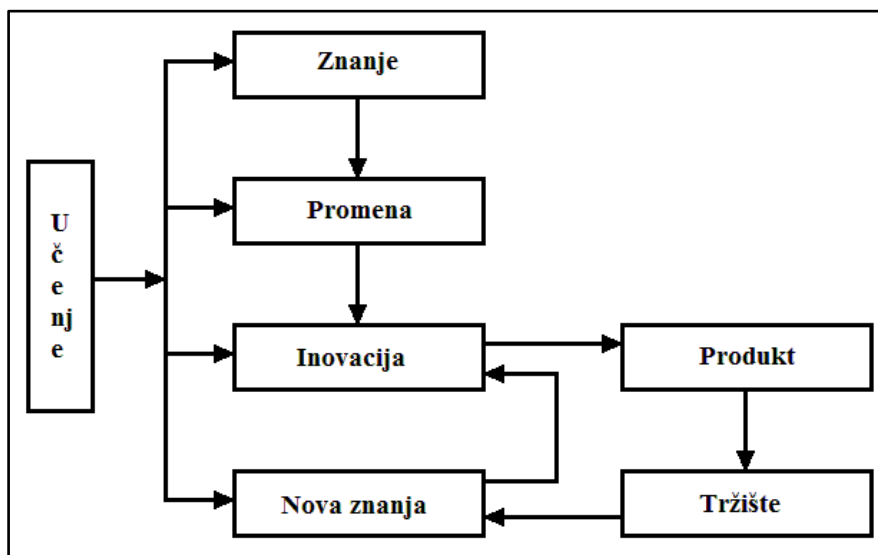 Znanje
U
č
e
nj
e
Promena
Inovacija
Produkt
Nova znanja
Tržište